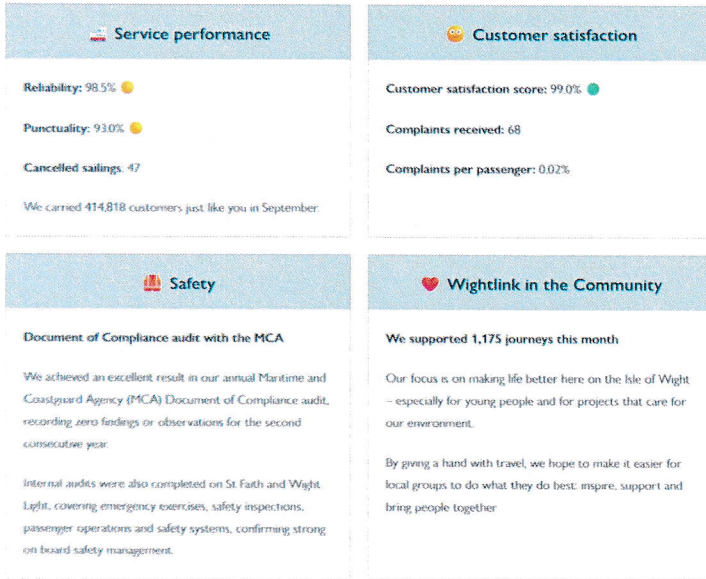 Service performance
Reliability: 98.5%
Punctuality: 93.0%
Cancelled sailings: 47
We carried 414,818 customers just like you in September.
Customer satisfaction
Customer satisfaction score: 99.0%
Complaints received: 68
Complaints per passenger: 0.02%
Safety
Document of Compliance audit with the MCA
We achieved an excellent result in our annual Maritime and
Coastguard Agency (MCA) Document of Compliance audit,
recording zero findings or observations for the second
consecutive year.
Internal audits were also completed on St Faith and Wight
Light, covering emergency exercises, safety inspections,
passenger operations and safety systems, confirming strong
on board safety management.
Wightlink in the Community
We supported 1,175 journeys this month
Our focus is on making life better here on the Isle of Wight
– especially for young people and for projects that care for
our environment.
By giving a hand with travel, we hope to make it easier for
local groups to do what they do best: inspire, support and
bring people together